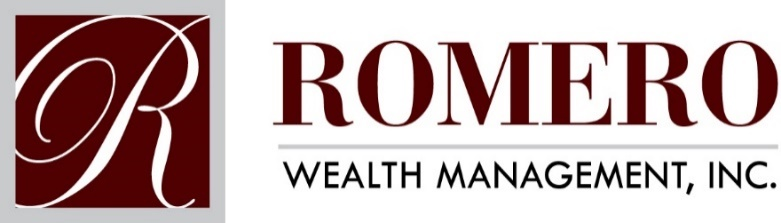 R
ROMERO
WEALTH MANAGEMENT, INC.